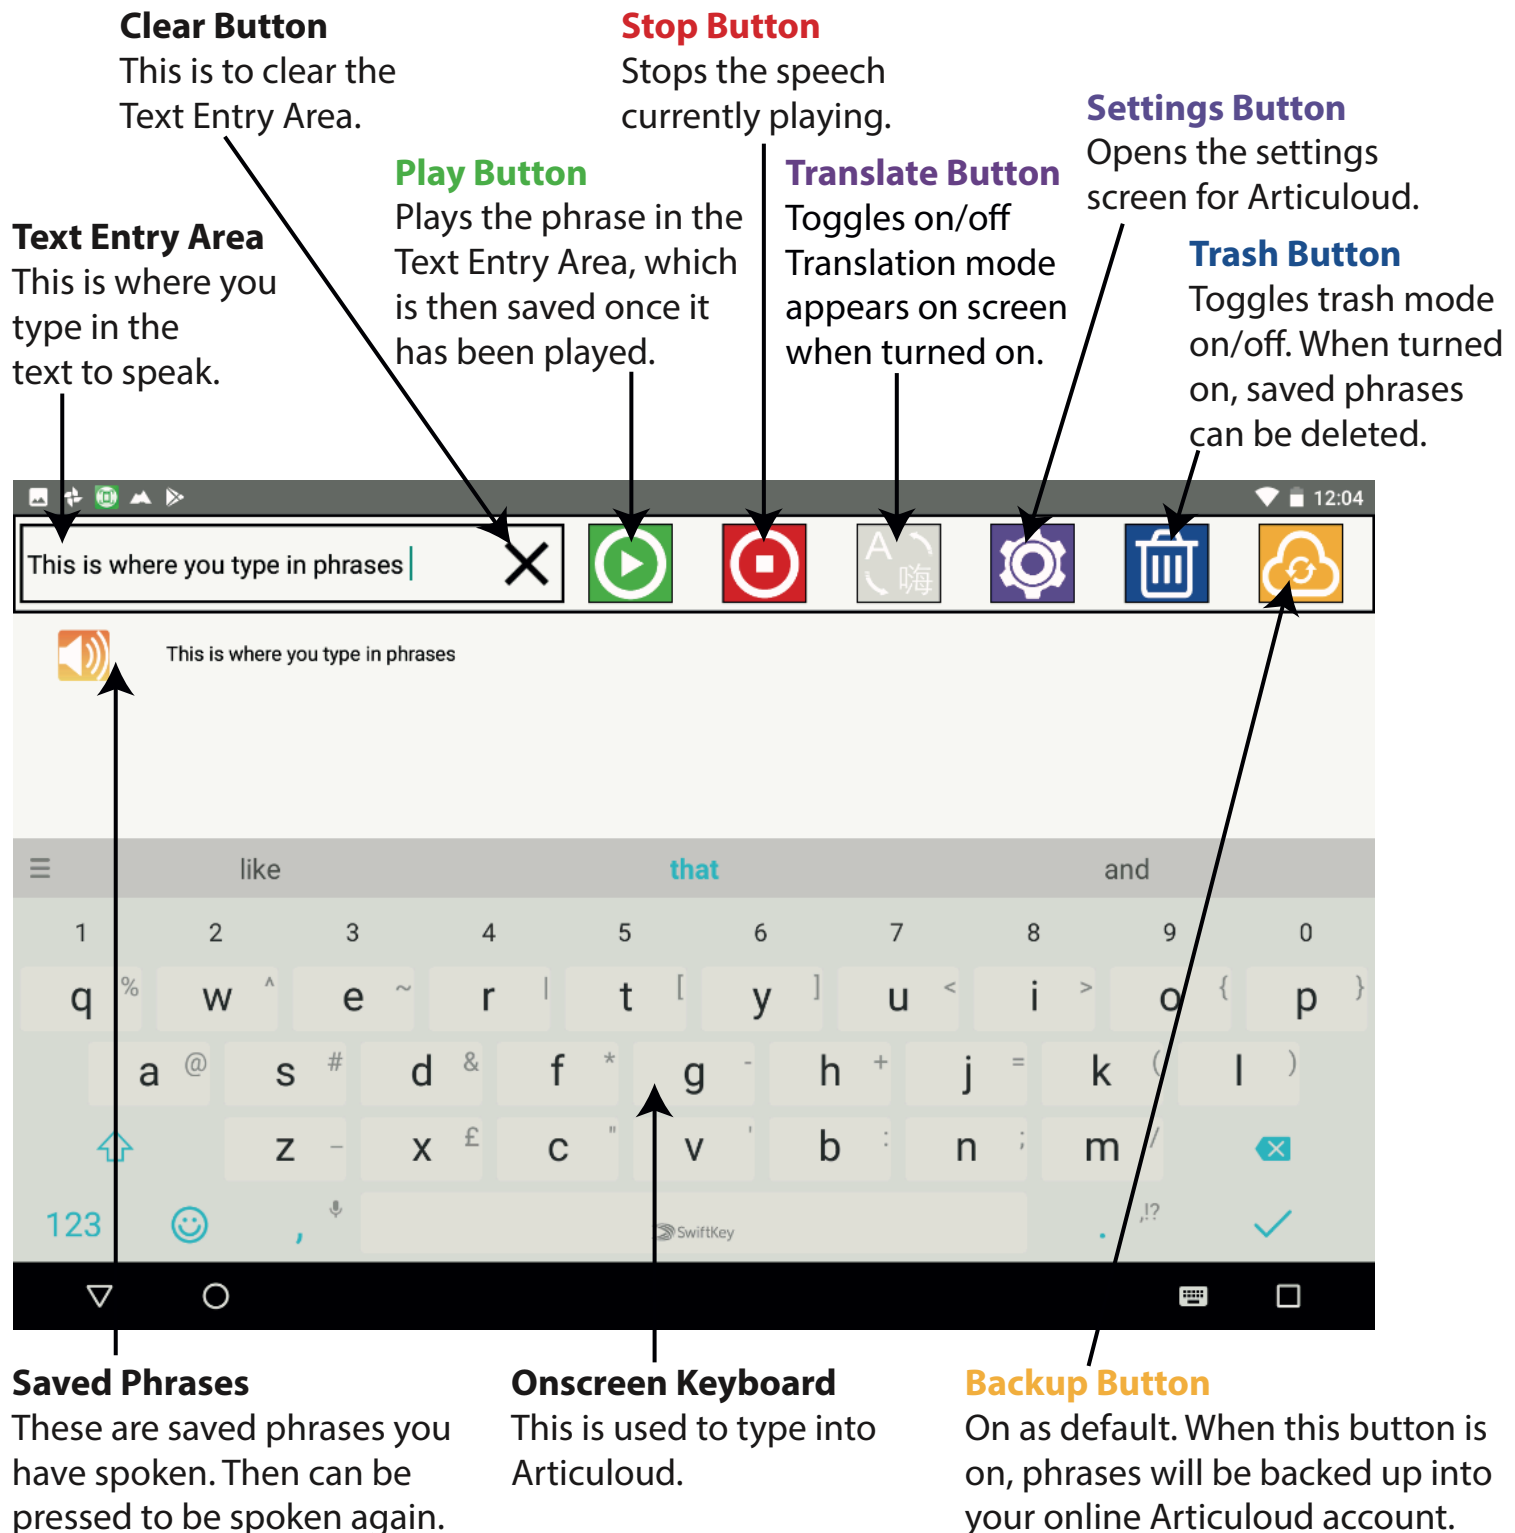 Clear Button
This is to clear the
Text Entry Area.
Stop Button
Stops the speech
currently playing.
Settings Button
Opens the settings
screen for Articuloud.
Play Button
Plays the phrase in the
Text Entry Area, which
is then saved once it
has been played.
Translate Button
Toggles on/off
Translation mode
appears on screen
when turned on.
Text Entry Area
This is where you
type in the
text to speak.
Trash Button
Toggles trash mode
on/off. When turned
on, saved phrases
can be deleted.
12:04
This is where you type in phrases
A 嗨
This is where you type in phrases
like that and
1 2 3 4 5 6 7 8 9 0
q % w ^ e ~ r | t [ y ] u < i > o { p }
a @ s # d & f * g - h + j = k ( l )
z _ x £ c " v ' b : n ; m /
123 , SwiftKey . ,!?
Saved Phrases
These are saved phrases you
have spoken. Then can be
pressed to be spoken again.
Onscreen Keyboard
This is used to type into
Articuloud.
Backup Button
On as default. When this button is
on, phrases will be backed up into
your online Articuloud account.